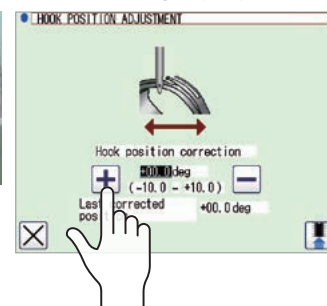 HOOK POSITION ADJUSTMENT
Hook position correction
+00.0deg
(-10.0 - +10.0)
Last corrected
+00.0deg